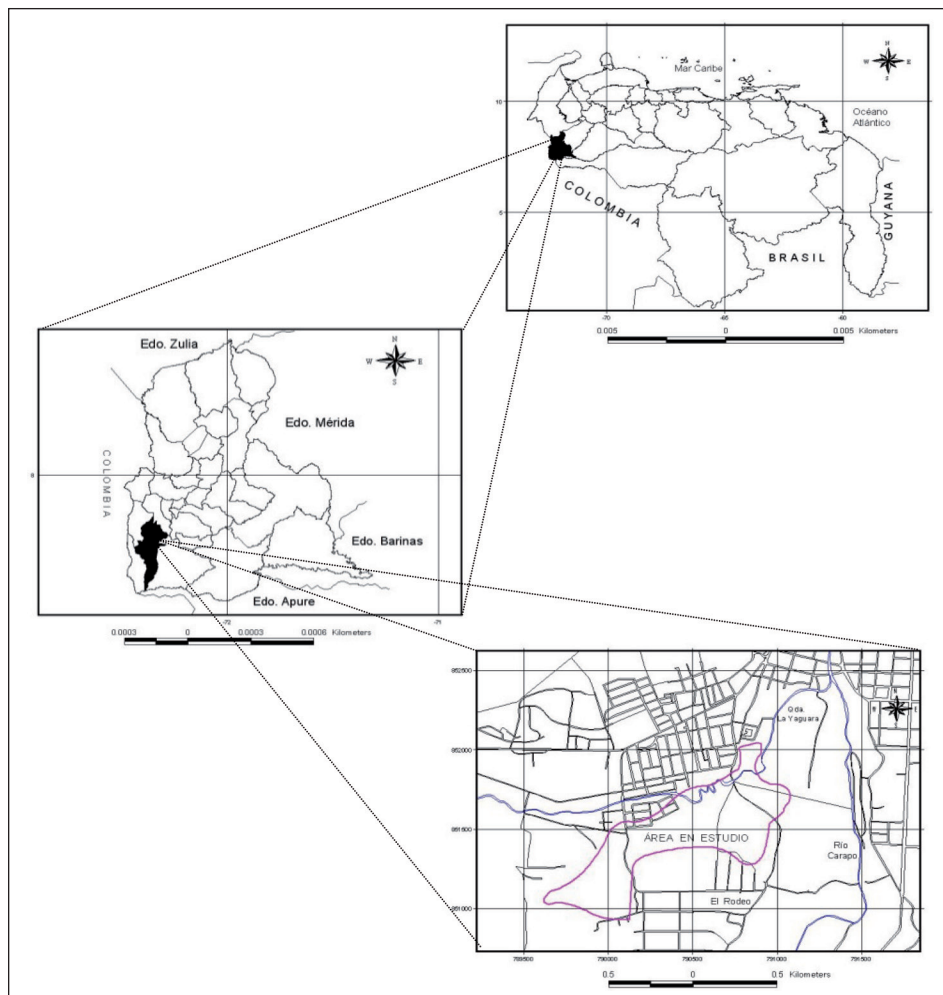 N
W E
S
Mar Caribe
10
Océano
Atlántico
COLOMBIA
5
GUYANA
BRASIL
-70 -65 -60
0.005 0 0.005 Kilometers
Edo. Zulia
N
W E
S
Edo. Mérida
COLOMBIA
8
Edo. Barinas
Edo. Apure
-72 -71
0.0003 0 0.0003 0.0006 Kilometers
852500
Qda.
La Yaguara
852000
851500
ÁREA EN ESTUDIO
Río
Carapo
El Rodeo
851000
789500 790000 790500 791000 791500
0.5 0 0.5 Kilometers